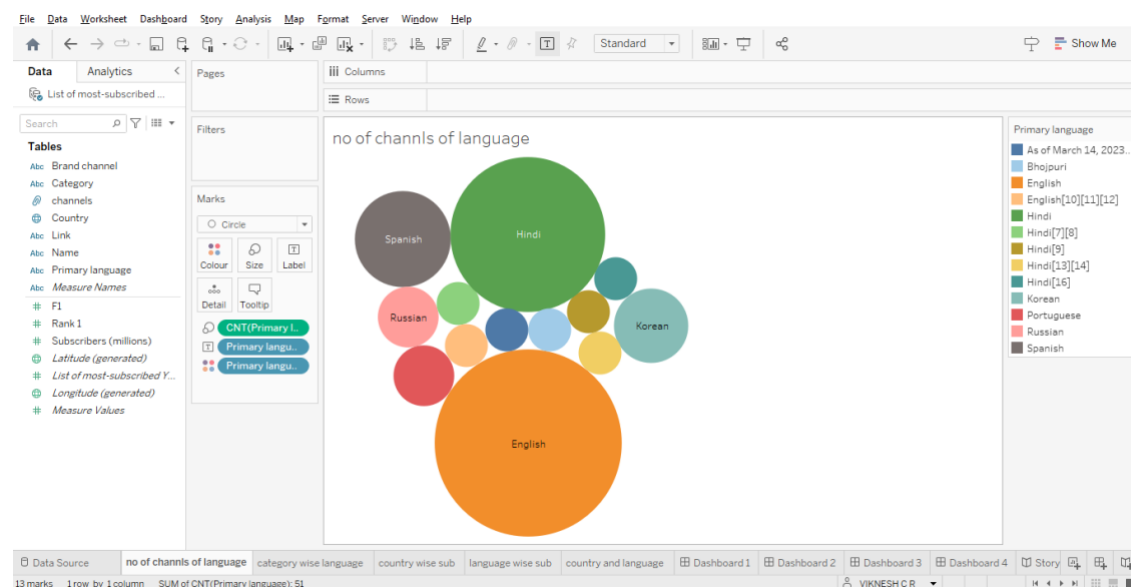 File Data Worksheet Dashboard Story Analysis Map Format Server Window Help
Standard
Show Me
Data Analytics
List of most-subscribed ...
Search
Tables
Abc Brand channel
Abc Category
channels
Country
Abc Link
Abc Name
Abc Primary language
Abc Measure Names
# F1
# Rank 1
# Subscribers (millions)
Latitude (generated)
# List of most-subscribed Y...
Longitude (generated)
# Measure Values
Pages
Filters
Marks
Circle
Colour Size Label
Detail Tooltip
CNT(Primary l..
Primary langu..
Primary langu..
Columns
Rows
no of channls of language
Spanish
Hindi
Russian
Korean
English
Primary language
As of March 14, 2023..
Bhojpuri
English
English[10][11][12]
Hindi
Hindi[7][8]
Hindi[9]
Hindi[13][14]
Hindi[16]
Korean
Portuguese
Russian
Spanish
Data Source no of channls of language category wise language country wise sub language wise sub country and language Dashboard 1 Dashboard 2 Dashboard 3 Dashboard 4 Story
13 marks 1 row by 1 column SUM of CNT(Primary language): 51 VIKNESH C R